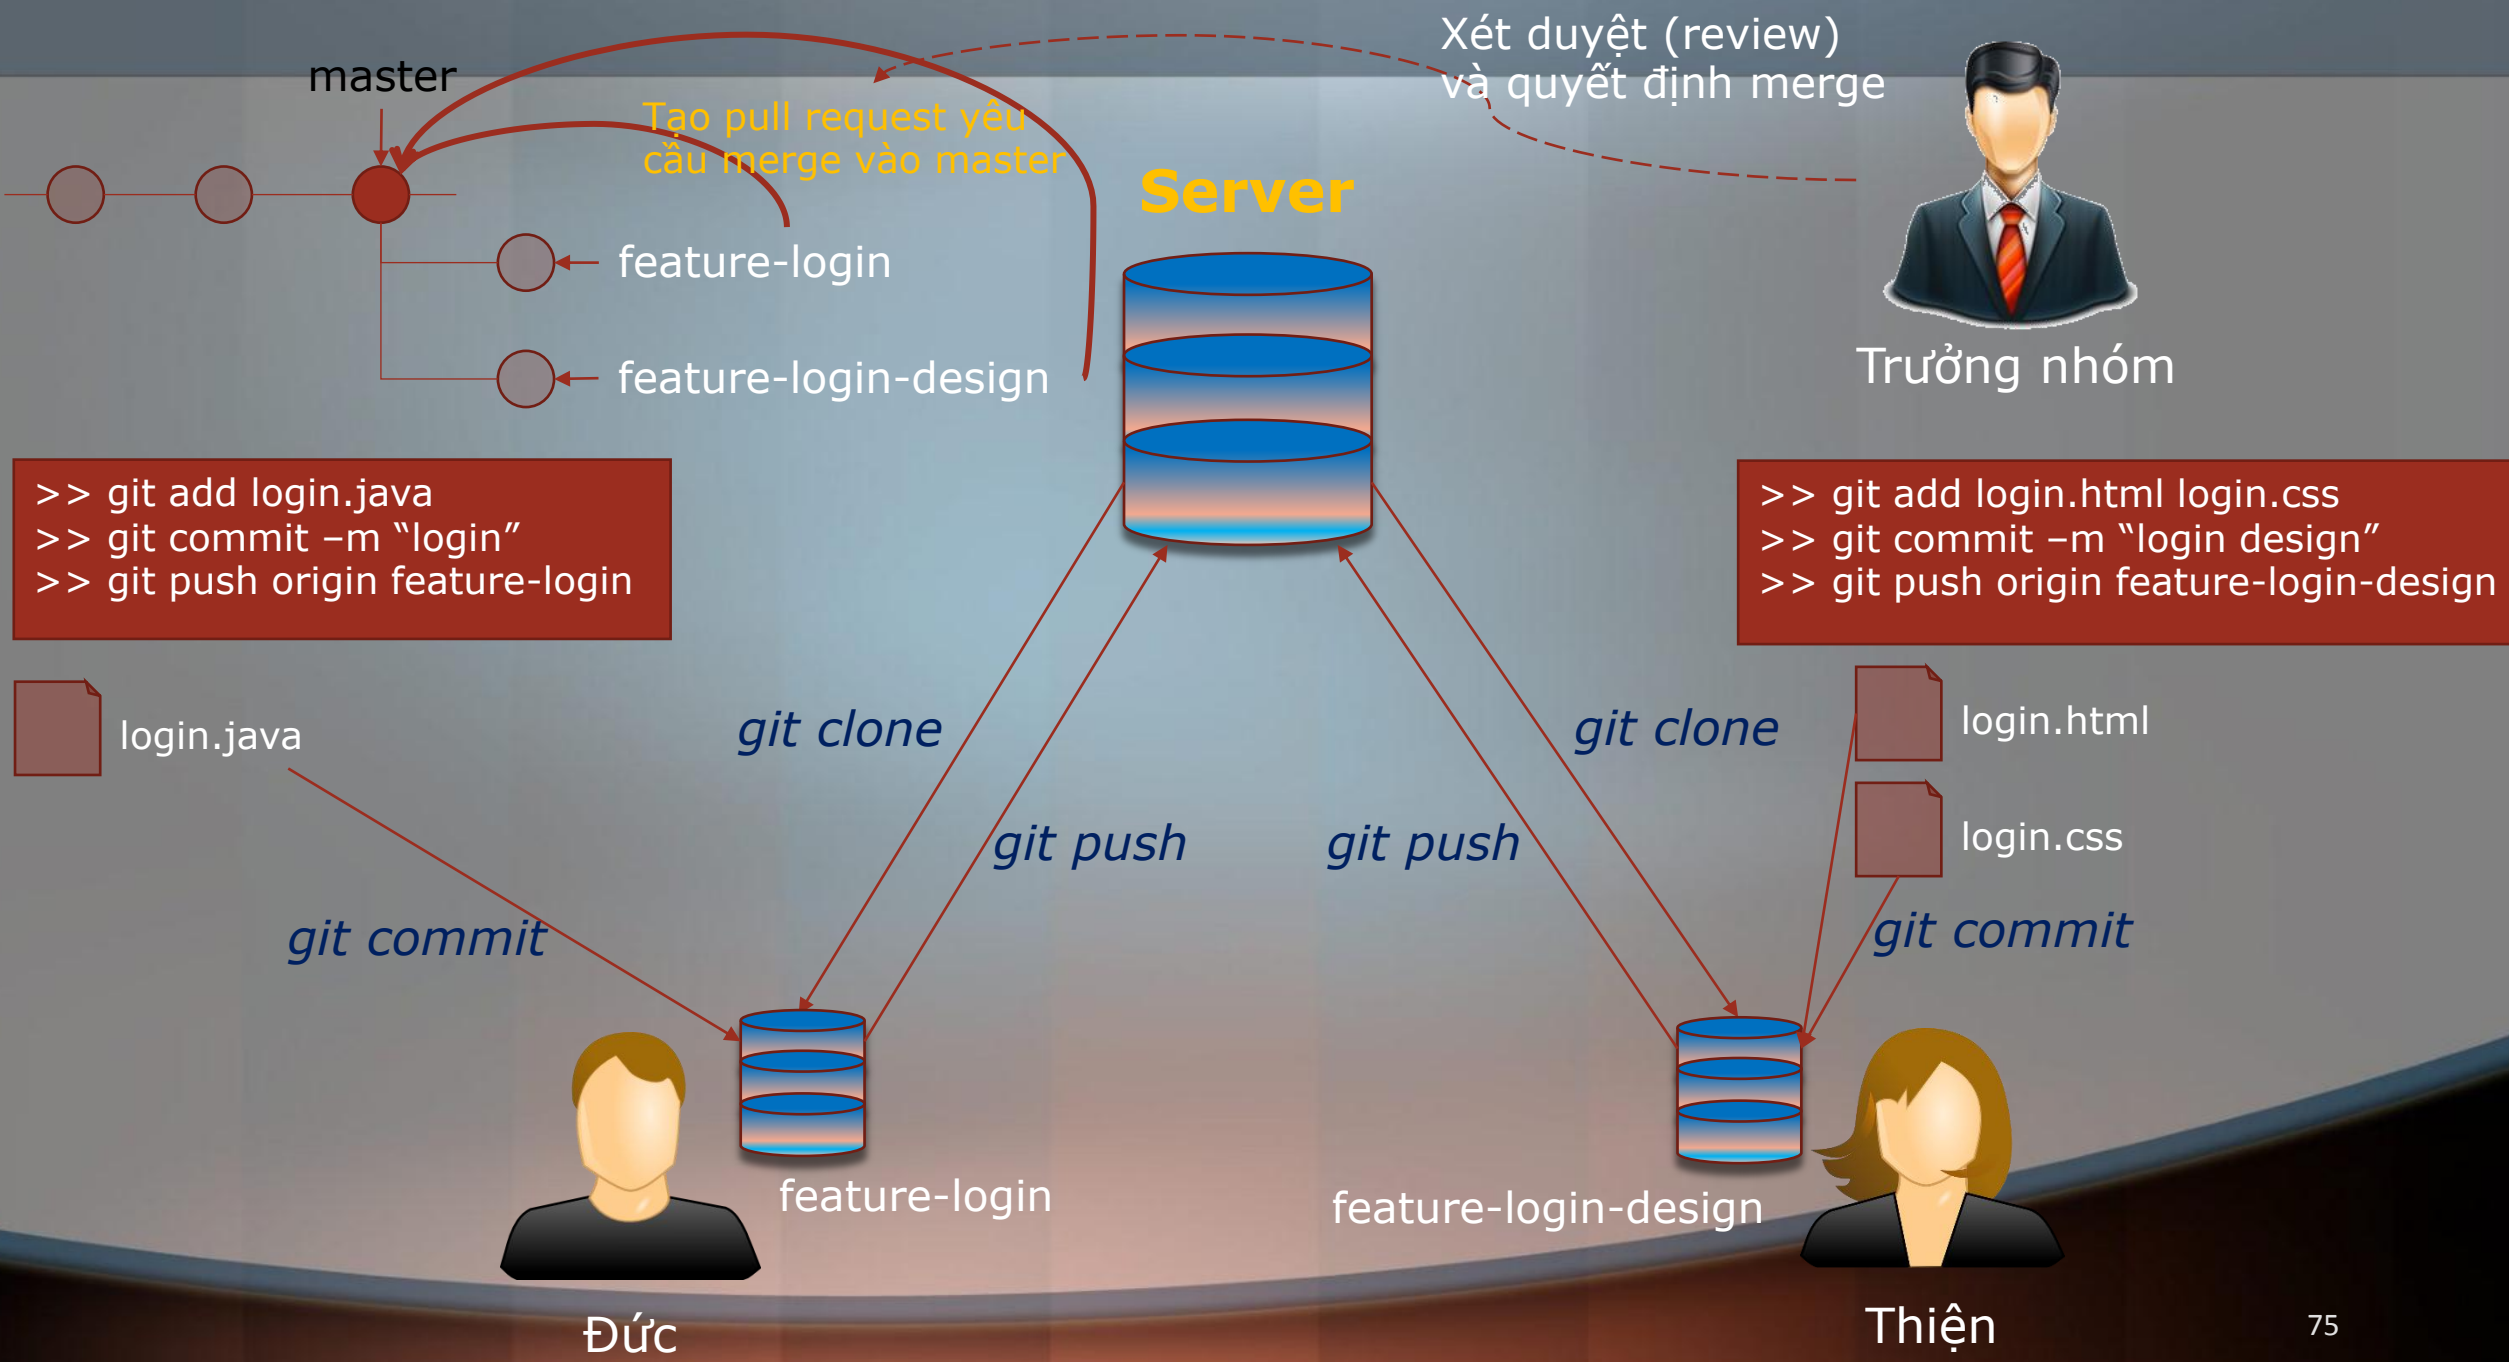 Xét duyệt (review)
và quyết định merge
master
Tạo pull request yêu
cầu merge vào master
Server
feature-login
feature-login-design
Trưởng nhóm
>> git add login.java
>> git commit –m “login”
>> git push origin feature-login
>> git add login.html login.css
>> git commit –m “login design”
>> git push origin feature-login-design
login.java
git clone
git clone
login.html
git push
git push
login.css
git commit
git commit
feature-login
feature-login-design
Đức
Thiện
75